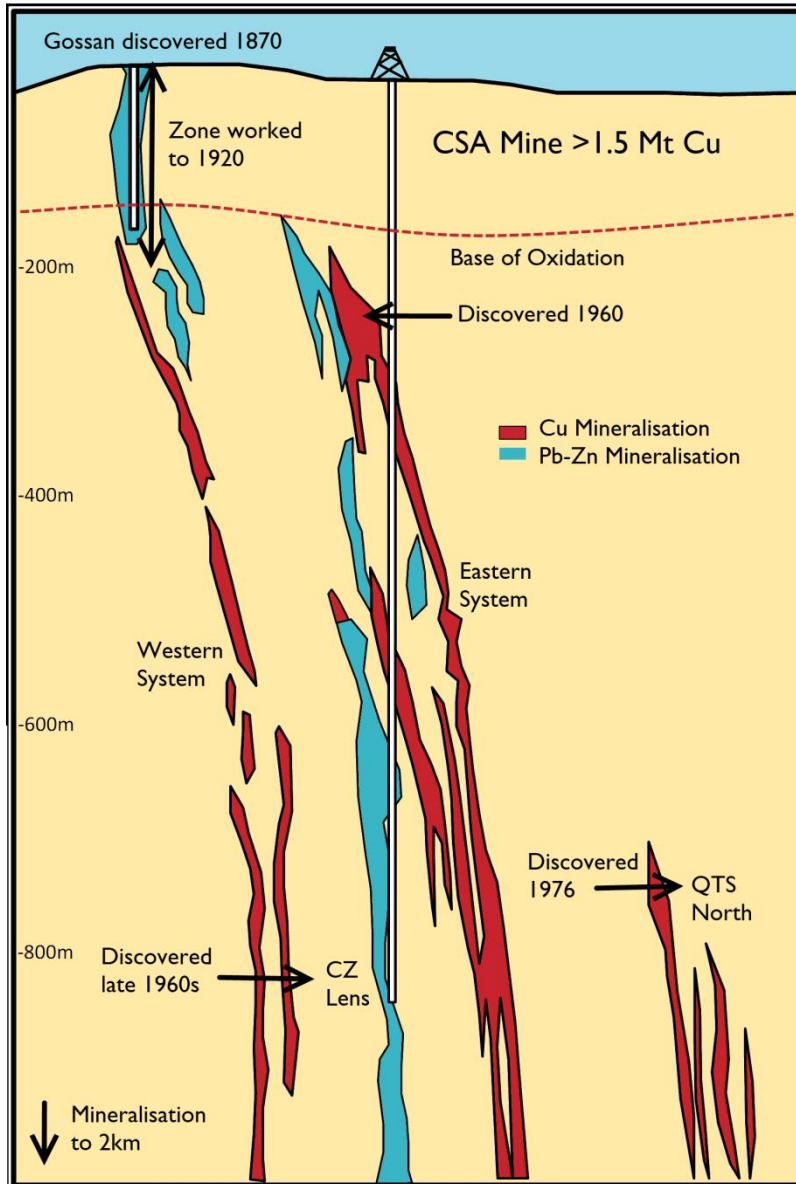 Gossan discovered 1870
Zone worked
to 1920
CSA Mine >1.5 Mt Cu
-200m
Base of Oxidation
Discovered 1960
Cu Mineralisation
Pb-Zn Mineralisation
-400m
Eastern
System
Western
System
-600m
Discovered
1976
QTS
North
-800m
Discovered
late 1960s
CZ
Lens
Mineralisation
to 2km